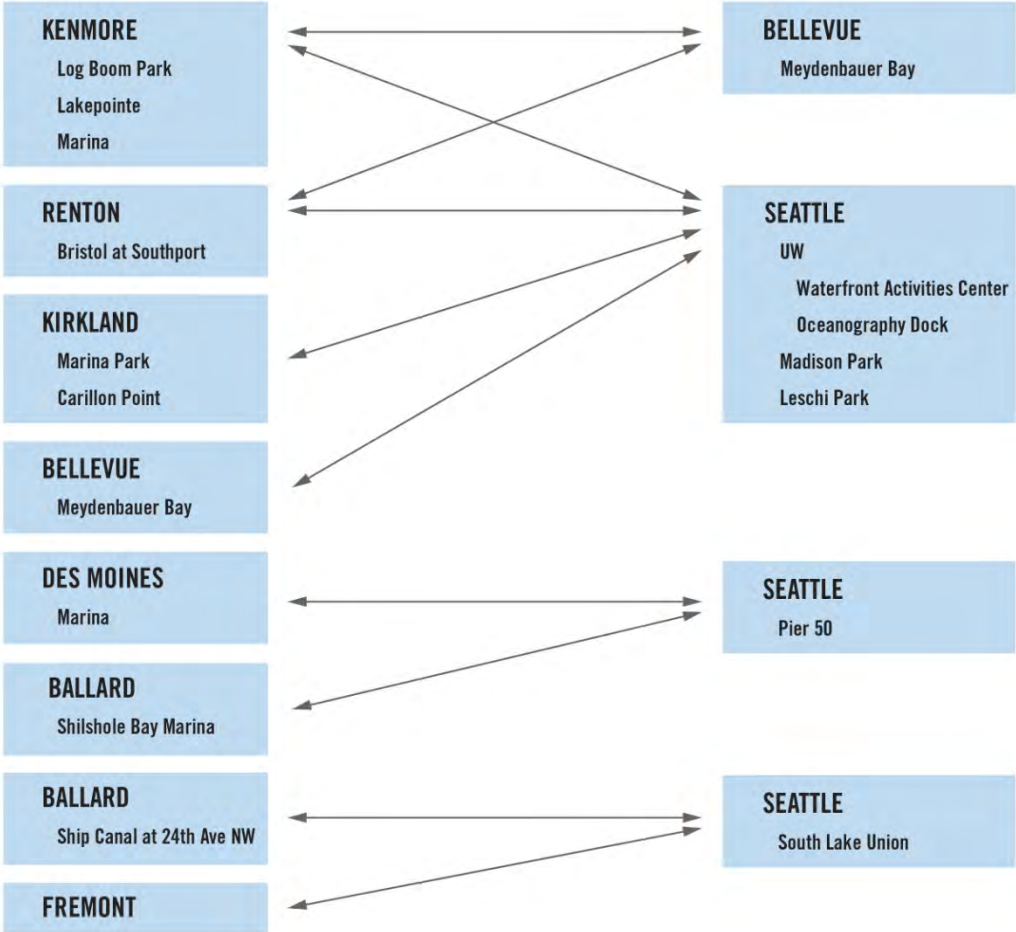 KENMORE
Log Boom Park
Lakepointe
Marina
RENTON
Bristol at Southport
KIRKLAND
Marina Park
Carillon Point
BELLEVUE
Meydenbauer Bay
DES MOINES
Marina
BALLARD
Shilshole Bay Marina
BALLARD
Ship Canal at 24th Ave NW
FREMONT
BELLEVUE
Meydenbauer Bay
SEATTLE
UW
Waterfront Activities Center
Oceanography Dock
Madison Park
Leschi Park
SEATTLE
Pier 50
SEATTLE
South Lake Union